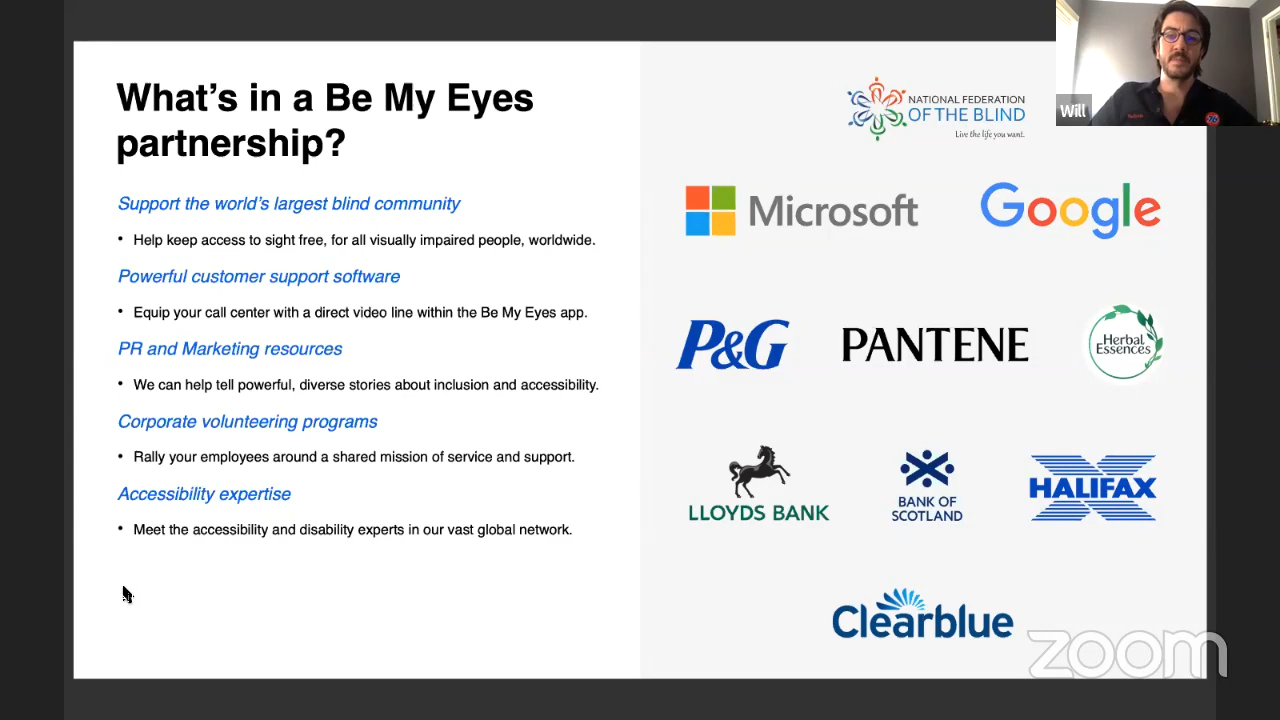 What's in a Be My Eyes
partnership?
Support the world's largest blind community
• Help keep access to sight free, for all visually impaired people, worldwide.
Powerful customer support software
• Equip your call center with a direct video line within the Be My Eyes app.
PR and Marketing resources
• We can help tell powerful, diverse stories about inclusion and accessibility.
Corporate volunteering programs
• Rally your employees around a shared mission of service and support.
Accessibility expertise
• Meet the accessibility and disability experts in our vast global network.
NATIONAL FEDERATION
OF THE BLIND
Live the life you want.
Will
Microsoft
Google
P&G
PANTENE
Herbal
Essences
LLOYDS BANK
BANK OF
SCOTLAND
HALIFAX
Clearblue
zoom